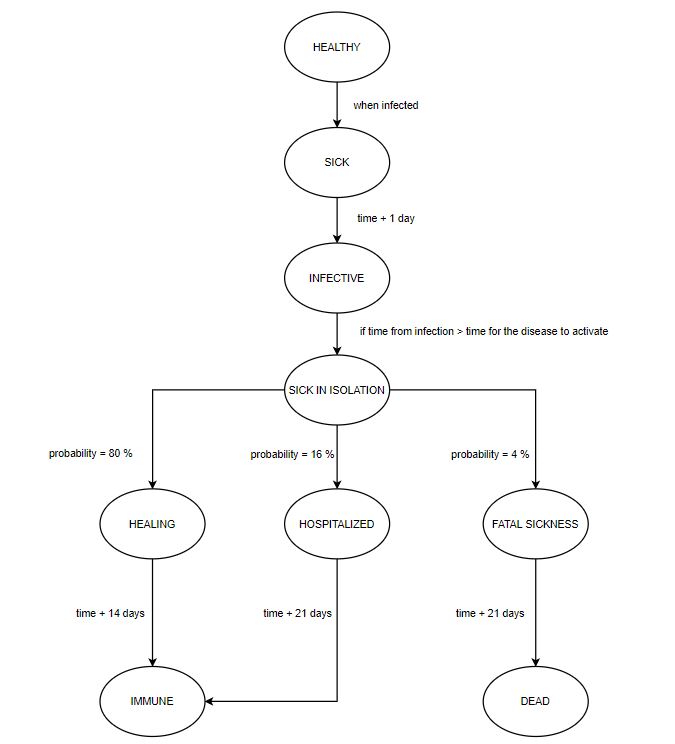 HEALTHY
when infected
SICK
time + 1 day
INFECTIVE
if time from infection > time for the disease to activate
SICK IN ISOLATION
probability = 80 %
probability = 16 %
probability = 4 %
HEALING
HOSPITALIZED
FATAL SICKNESS
time + 14 days
time + 21 days
time + 21 days
IMMUNE
DEAD